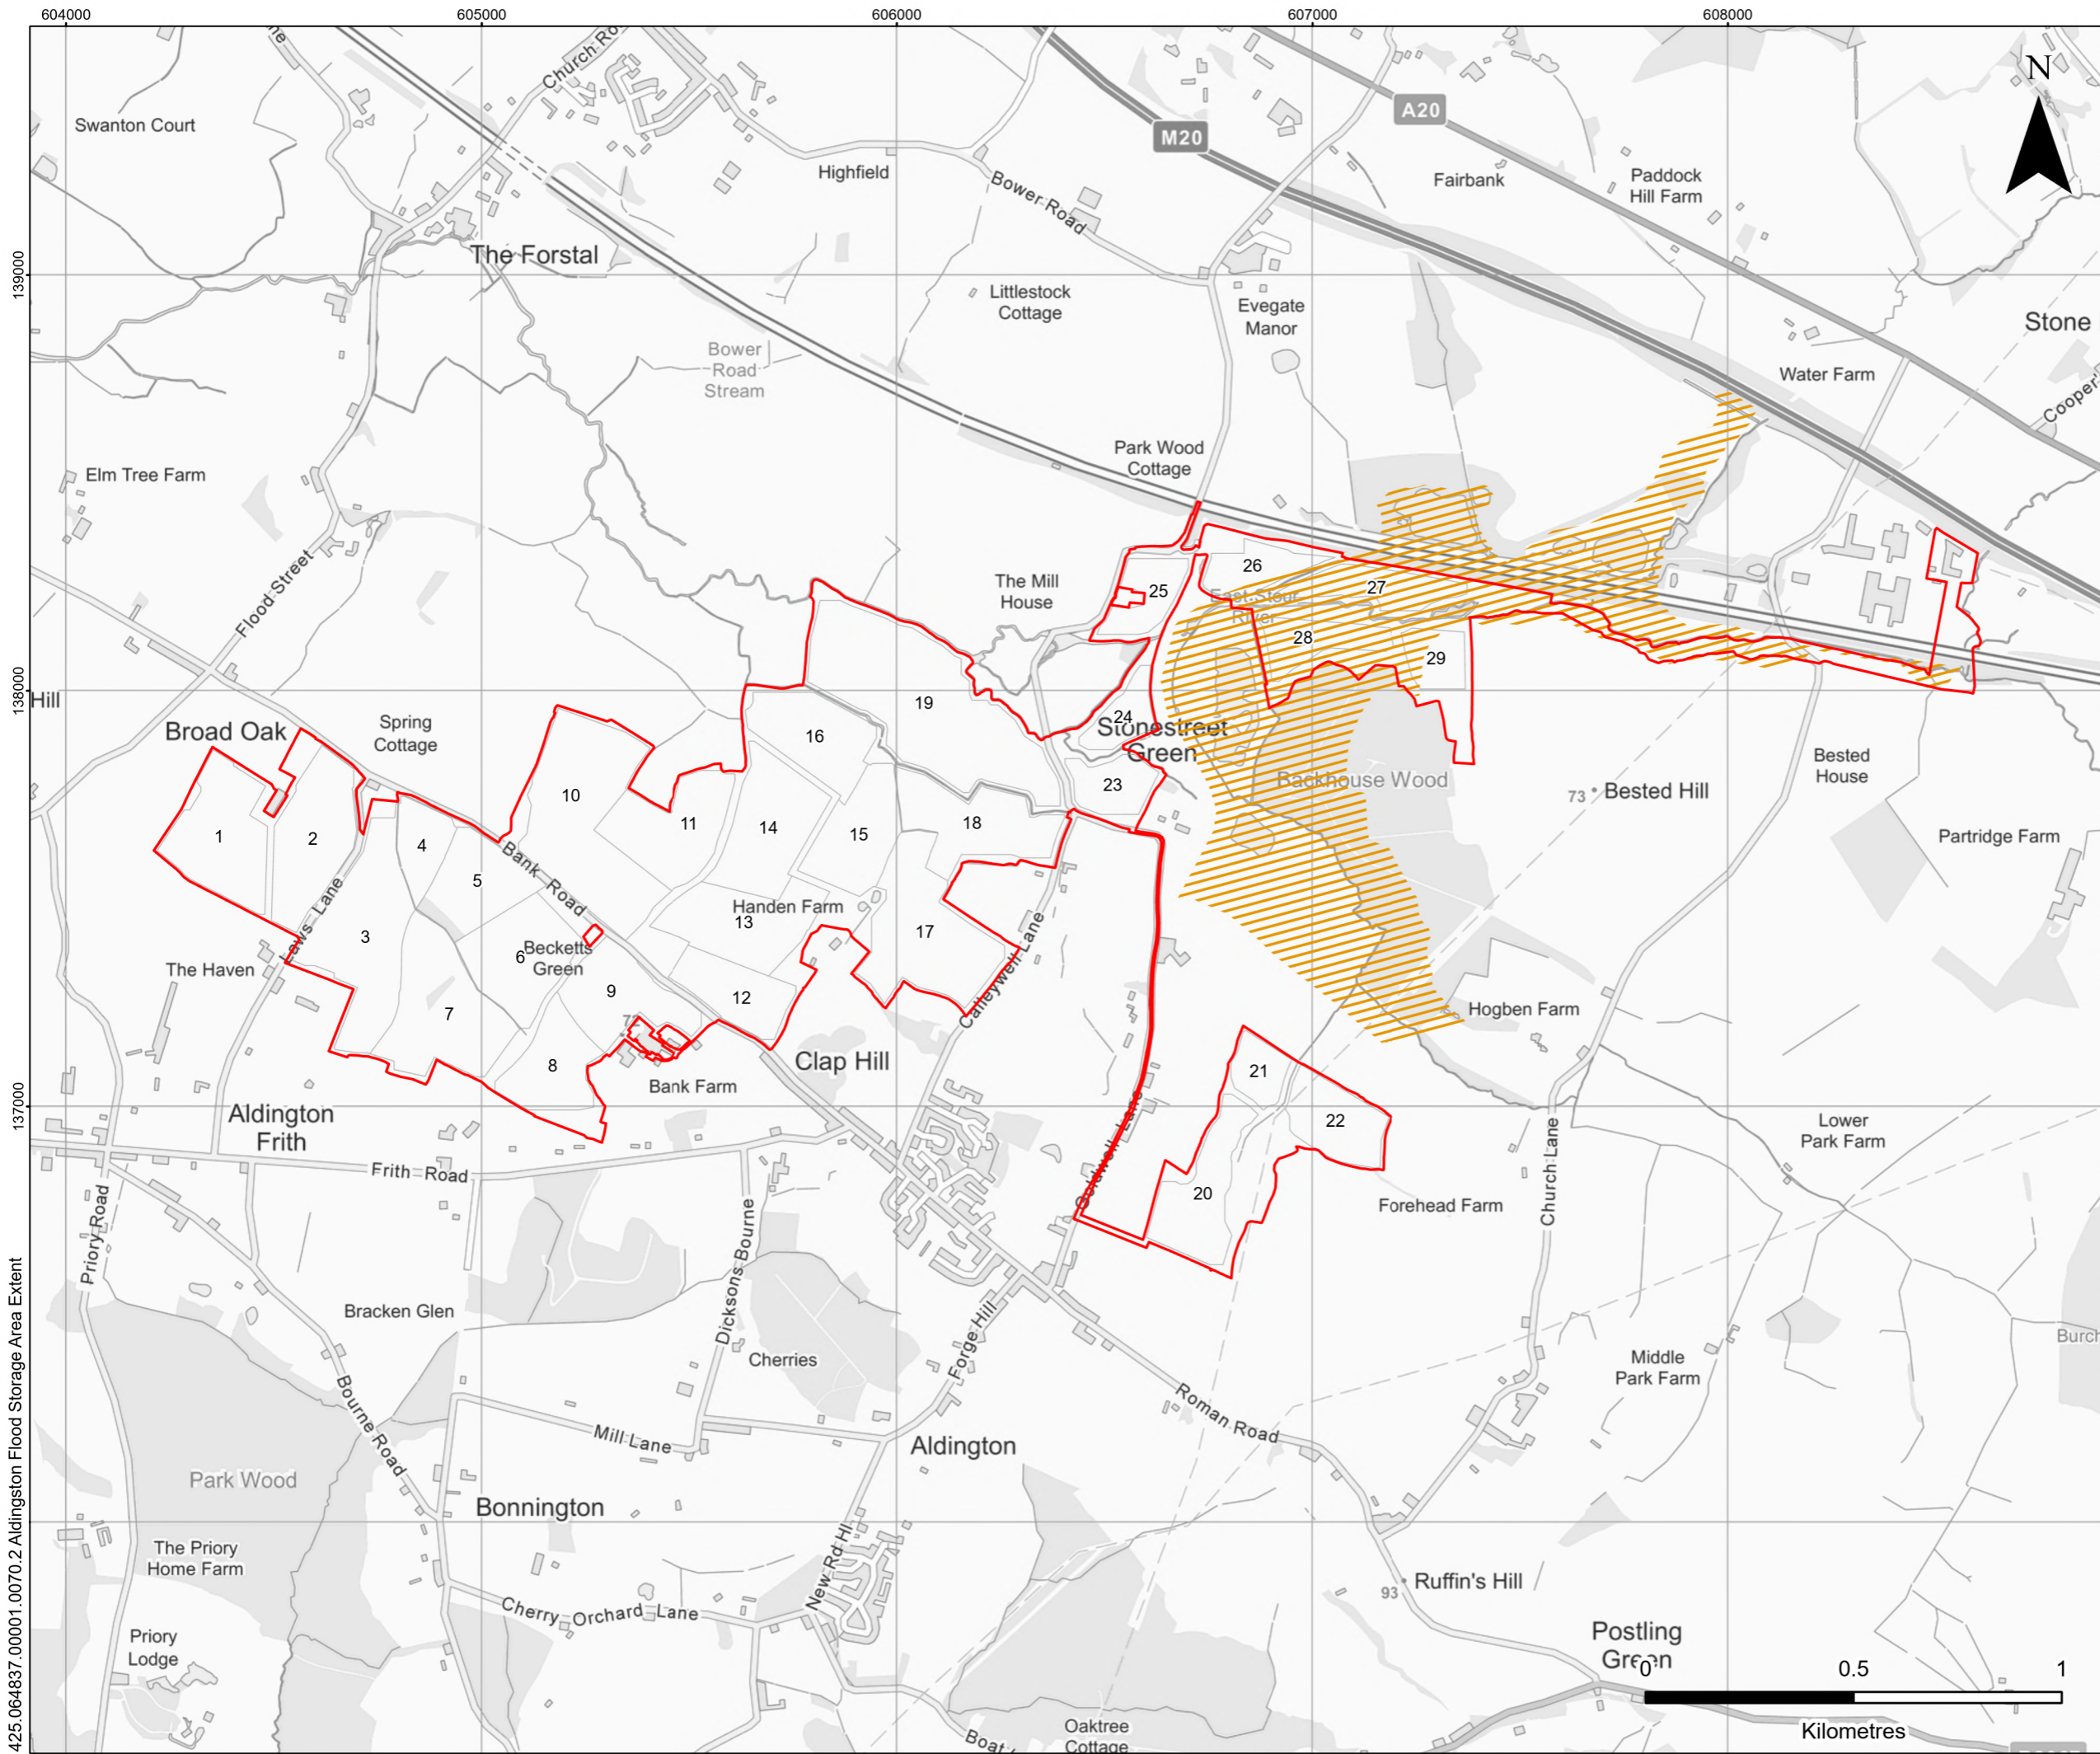 604000
605000
606000
607000
608000
Church Ro
N
A20
M20
Swanton Court
Highfield
Bower Road
Fairbank
Paddock
Hill Farm
139000
The Forstal
Littlestock
Cottage
Evegate
Manor
Stone
Bower
Road
Stream
Water Farm
Cooper'
Elm Tree Farm
Park Wood
Cottage
Flood Street
The Mill
House
25
26
27
East Stour
River
28
29
138000
Hill
Broad Oak
Spring
Cottage
19
16
24
Stonestreet
Green
23
Backhouse Wood
73
Bested Hill
Bested
House
10
1
2
4
11
14
15
18
Partridge Farm
5
Bank Road
Laws Lane
Handen Farm
13
17
3
6
Becketts
Green
The Haven
9
12
Calleywell Lane
7
72
Hogben Farm
8
Bank Farm
Clap Hill
21
22
137000
Aldington
Frith
Lower
Park Farm
Frith Road
Goldwell Lane
20
Forehead Farm
Church Lane
Priory Road
Dicksons Bourne
Bracken Glen
Cherries
Forge Hill
Middle
Park Farm
Burch
Bourne Road
Mill Lane
Roman Road
Aldington
Park Wood
Bonnington
The Priory
Home Farm
New Rd Hl
93
Ruffin's Hill
Cherry Orchard Lane
Postling
Green
Priory
Lodge
0
0.5
1
Kilometres
Oaktree
Cottage
Boat
425.064837.00001.0070.2 Aldingston Flood Storage Area Extent